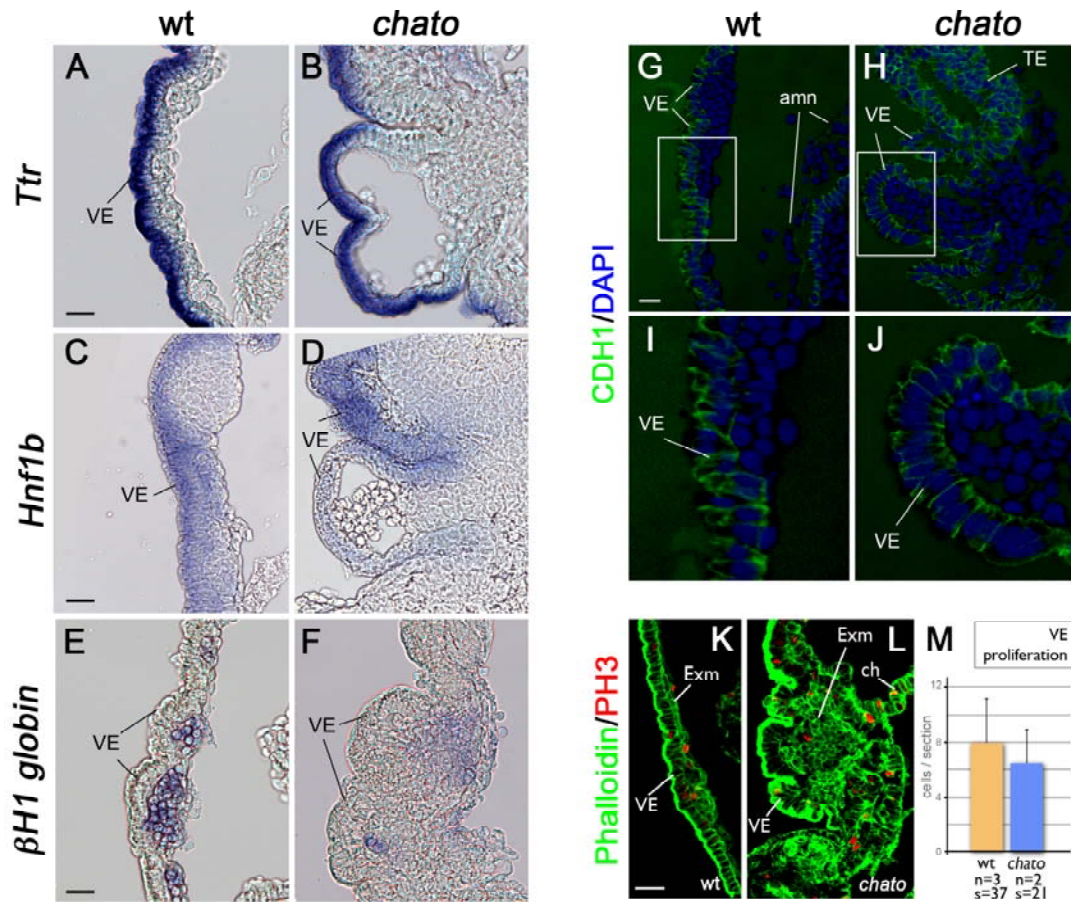 wt
chato
wt
chato
Ttr
A
VE
B
VE
Hnf1b
C
VE
D
VE
βH1 globin
E
VE
F
VE
CDH1/DAPI
G
VE
amn
H
TE
VE
I
VE
J
VE
Phalloidin/PH3
K
Exm
VE
wt
L
Exm
ch
VE
chato
M
VE
proliferation
cells / section
12
8
4
0
wt
chato
n=3
n=2
s=37
s=21